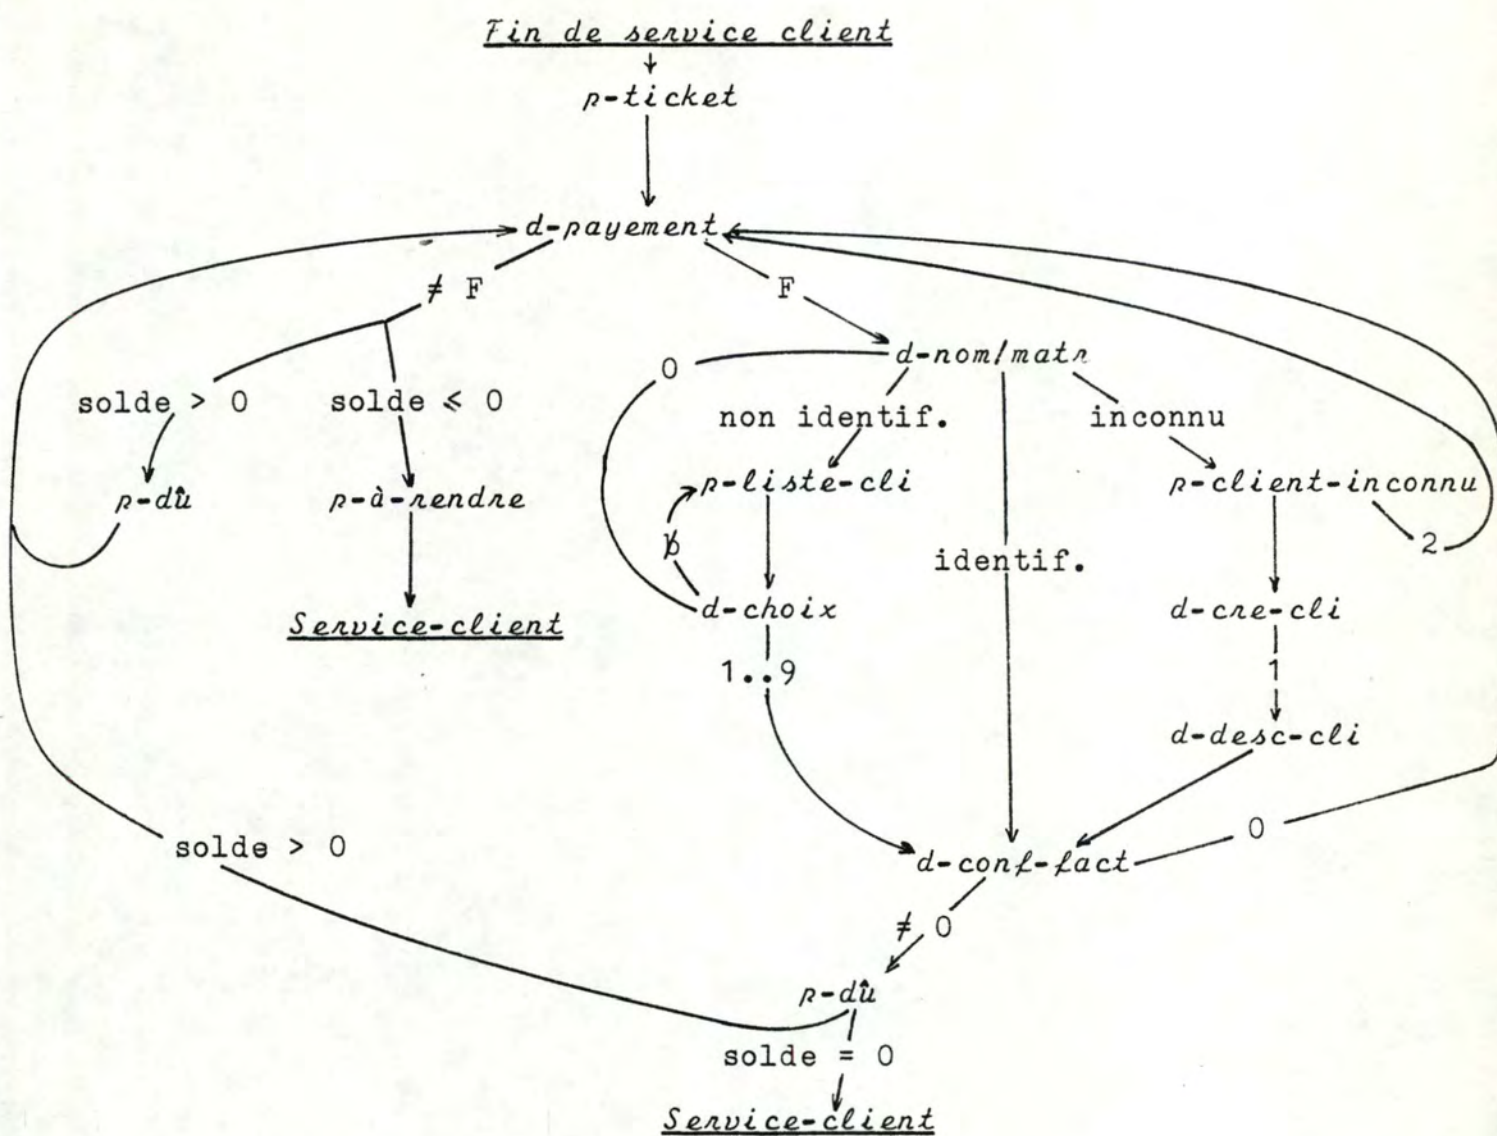 Fin de service client
r-ticket
d-payement
≠ F
F
d-nom/matr
0
solde > 0
solde ≤ 0
non identif.
inconnu
r-dû
r-à-rendre
r-liste-cli
r-client-inconnu
ƀ
identif.
2
Service-client
d-choix
d-cre-cli
1..9
1
d-desc-cli
solde > 0
d-conf-fact
0
≠ 0
r-dû
solde = 0
Service-client